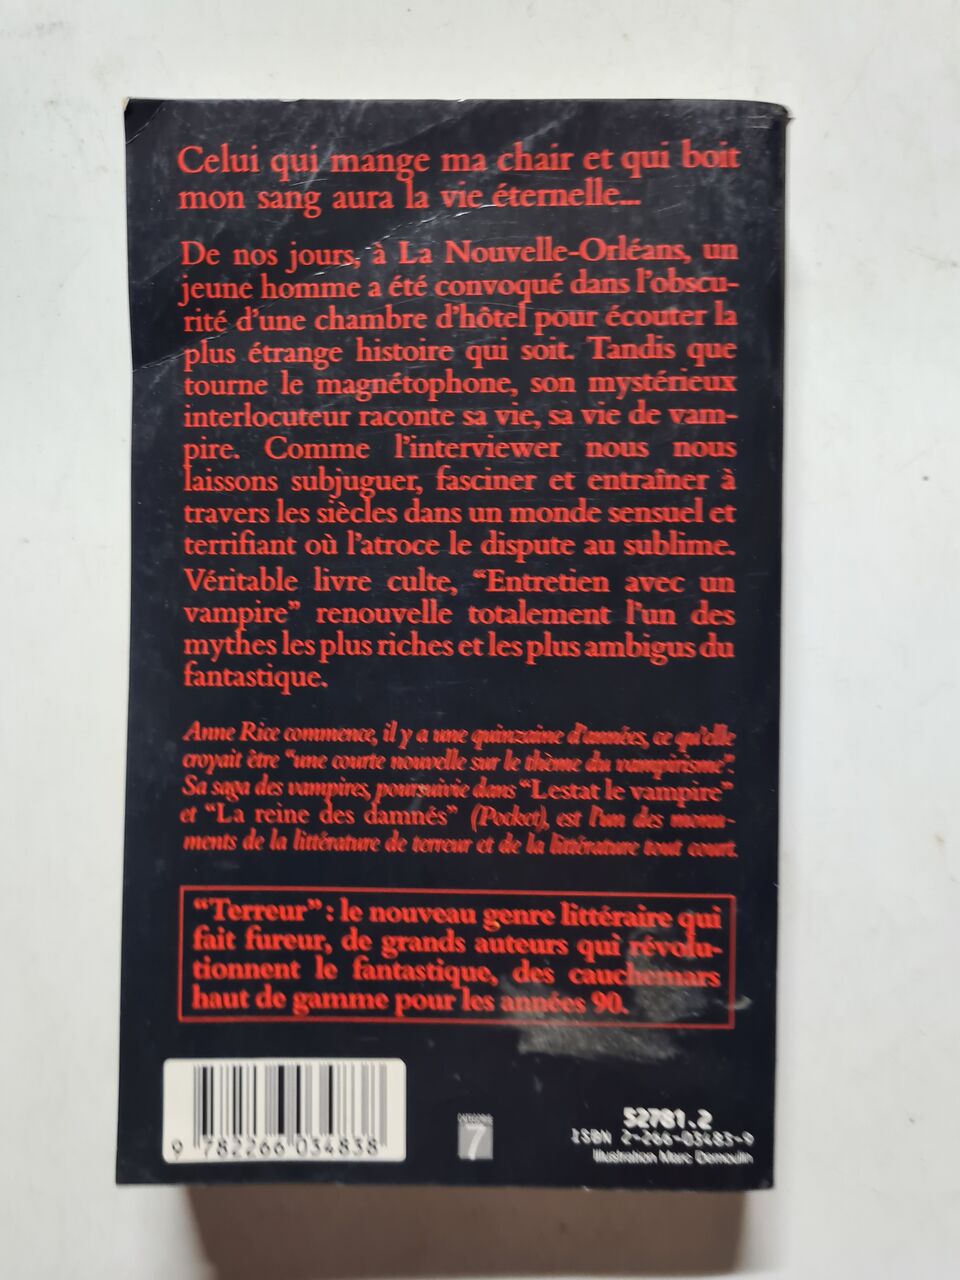 Celui qui mange ma chair et qui boit
mon sang aura la vie éternelle...
De nos jours, à La Nouvelle-Orléans, un
jeune homme a été convoqué dans l'obscu-
rité d'une chambre d'hôtel pour écouter la
plus étrange histoire qui soit. Tandis que
tourne le magnétophone, son mystérieux
interlocuteur raconte sa vie, sa vie de vam-
pire. Comme l'interviewer nous nous
laissons subjuguer, fasciner et entraîner à
travers les siècles dans un monde sensuel et
terrifiant où l'atroce le dispute au sublime.
Véritable livre culte, "Entretien avec un
vampire" renouvelle totalement l'un des
mythes les plus riches et les plus ambigus du
fantastique.
Anne Rice commence, il y a une quinzaine d'années, ce qu'elle
croyait être "une courte nouvelle sur le thème du vampirisme".
Sa saga des vampires, poursuivie dans "Lestat le vampire"
et "La reine des damnés" (Pocket), est l'un des monu-
ments de la littérature de terreur et de la littérature tout court.
"Terreur" : le nouveau genre littéraire qui
fait fureur, de grands auteurs qui révolu-
tionnent le fantastique, des cauchemars
haut de gamme pour les années 90.
9 782266 034838
7
52781.2
ISBN 2-266-03483-9
Illustration Marc Demoulin